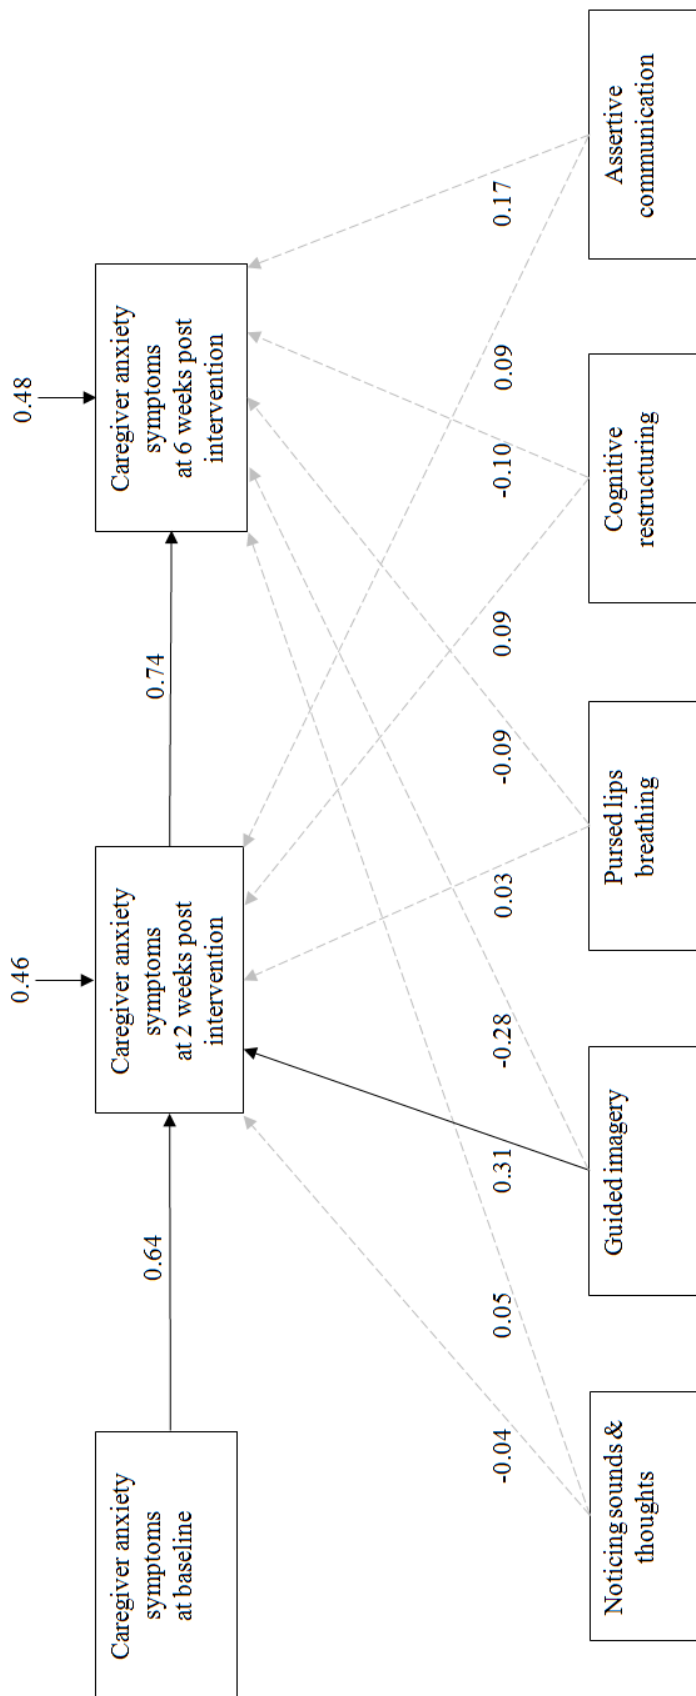 0.46
0.48
Caregiver anxiety
symptoms
at baseline
0.64
Caregiver anxiety
symptoms
at 2 weeks post
intervention
0.74
Caregiver anxiety
symptoms
at 6 weeks post
intervention
-0.04
0.05
0.31
-0.28
0.03
-0.09
0.09
-0.10
0.09
0.17
Noticing sounds &
thoughts
Guided imagery
Pursed lips
breathing
Cognitive
restructuring
Assertive
communication